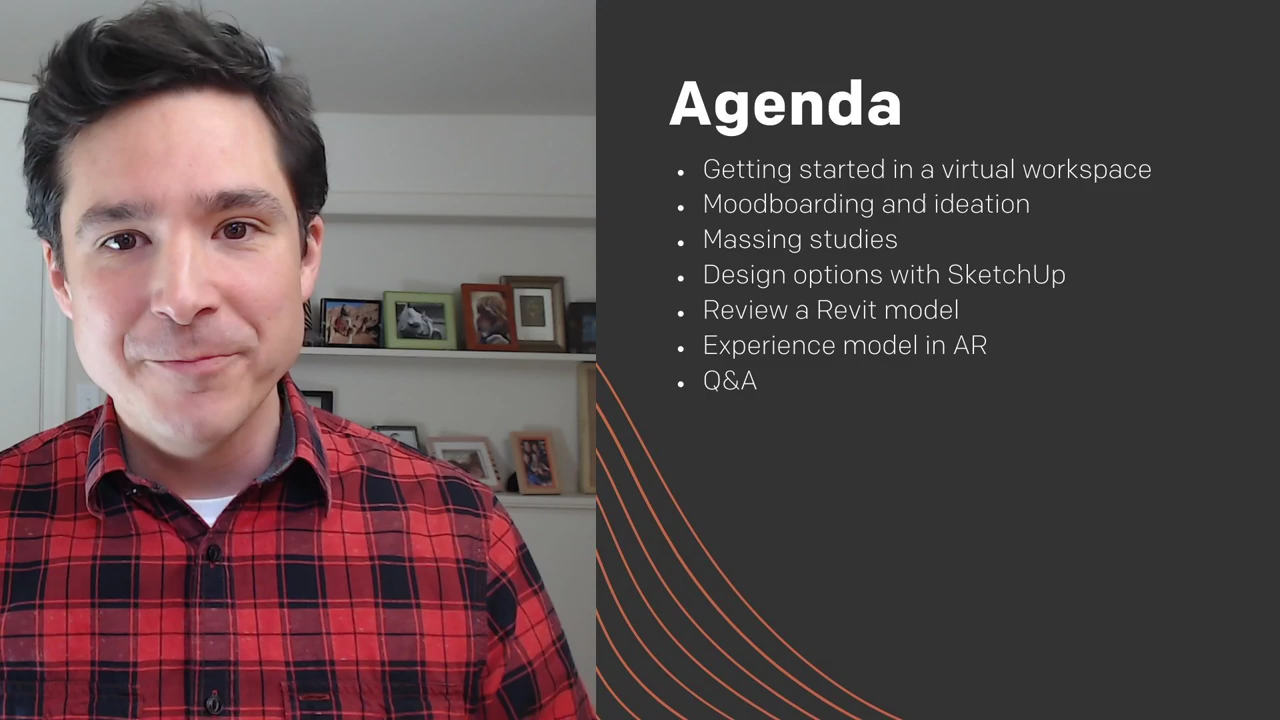 Agenda
• Getting started in a virtual workspace
• Moodboarding and ideation
• Massing studies
• Design options with SketchUp
• Review a Revit model
• Experience model in AR
• Q&A